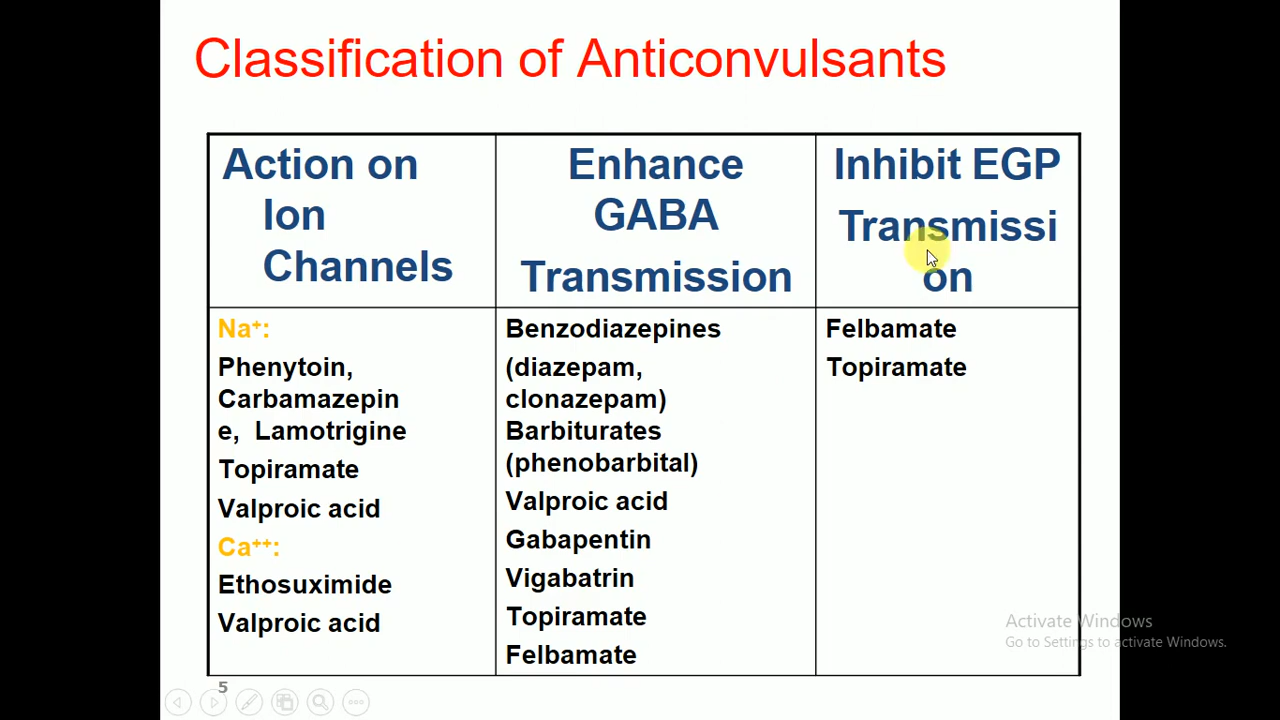 Classification of Anticonvulsants
Action on
Ion
Channels
Enhance
GABA
Transmission
Inhibit EGP
Transmissi
on
Na⁺:
Phenytoin,
Carbamazepin
e, Lamotrigine
Topiramate
Valproic acid
Ca⁺⁺:
Ethosuximide
Valproic acid
Benzodiazepines
(diazepam,
clonazepam)
Barbiturates
(phenobarbital)
Valproic acid
Gabapentin
Vigabatrin
Topiramate
Felbamate
Felbamate
Topiramate
Activate Windows
Go to Settings to activate Windows.
5